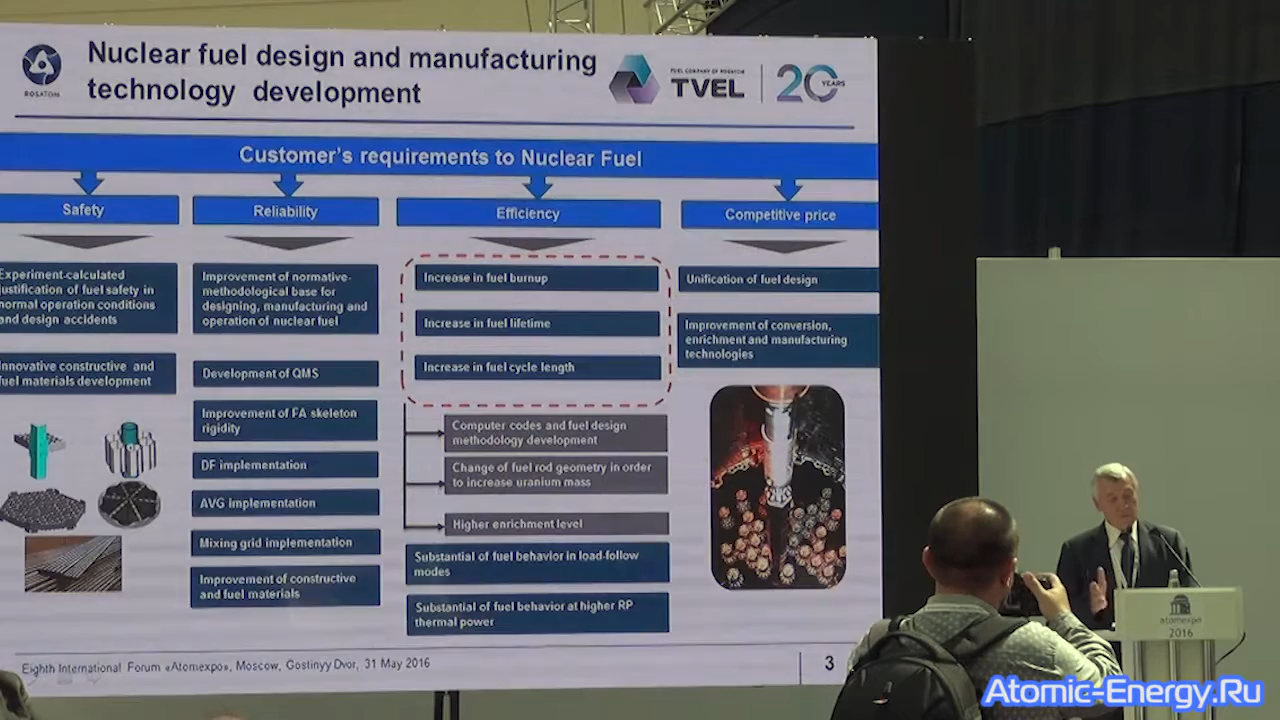 Nuclear fuel design and manufacturing
technology development
ROSATOM
FUEL COMPANY OF ROSATOM
TVEL
20 YEARS
Customer's requirements to Nuclear Fuel
Safety
Reliability
Efficiency
Competitive price
Experiment-calculated
justification of fuel safety in
normal operation conditions
and design accidents
Innovative constructive and
fuel materials development
Improvement of normative-
methodological base for
designing, manufacturing and
operation of nuclear fuel
Development of QMS
Improvement of FA skeleton
rigidity
DF implementation
AVG implementation
Mixing grid implementation
Improvement of constructive
and fuel materials
Increase in fuel burnup
Increase in fuel lifetime
Increase in fuel cycle length
Computer codes and fuel design
methodology development
Change of fuel rod geometry in order
to increase uranium mass
Higher enrichment level
Substantial of fuel behavior in load-follow
modes
Substantial of fuel behavior at higher RP
thermal power
Unification of fuel design
Improvement of conversion,
enrichment and manufacturing
technologies
Eighth International Forum «Atomexpo», Moscow, Gostinyy Dvor, 31 May 2016
3
atomexpo
2016
Atomic-Energy.Ru